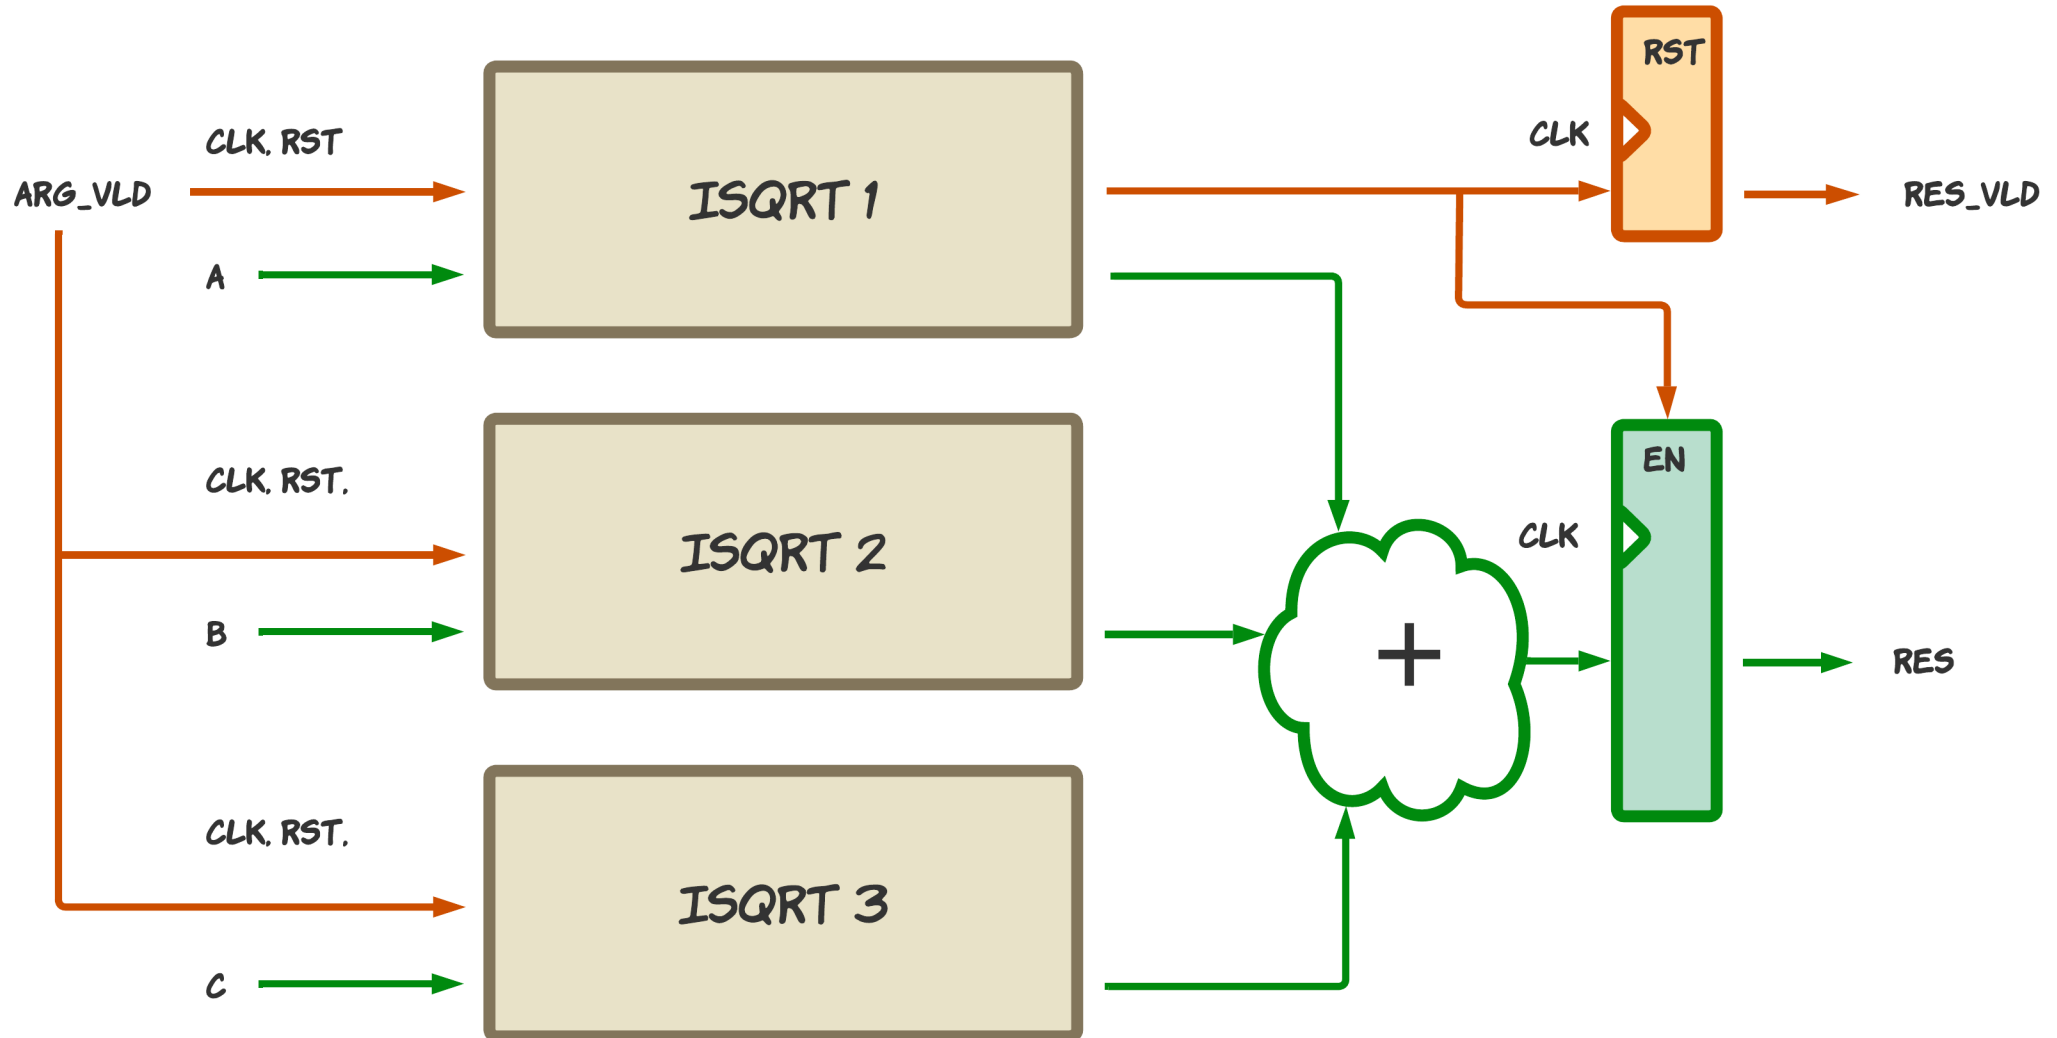 RST
CLK, RST
CLK
ARG_VLD
ISQRT 1
RES_VLD
A
EN
CLK, RST,
ISQRT 2
CLK
B
+
RES
CLK, RST,
ISQRT 3
C